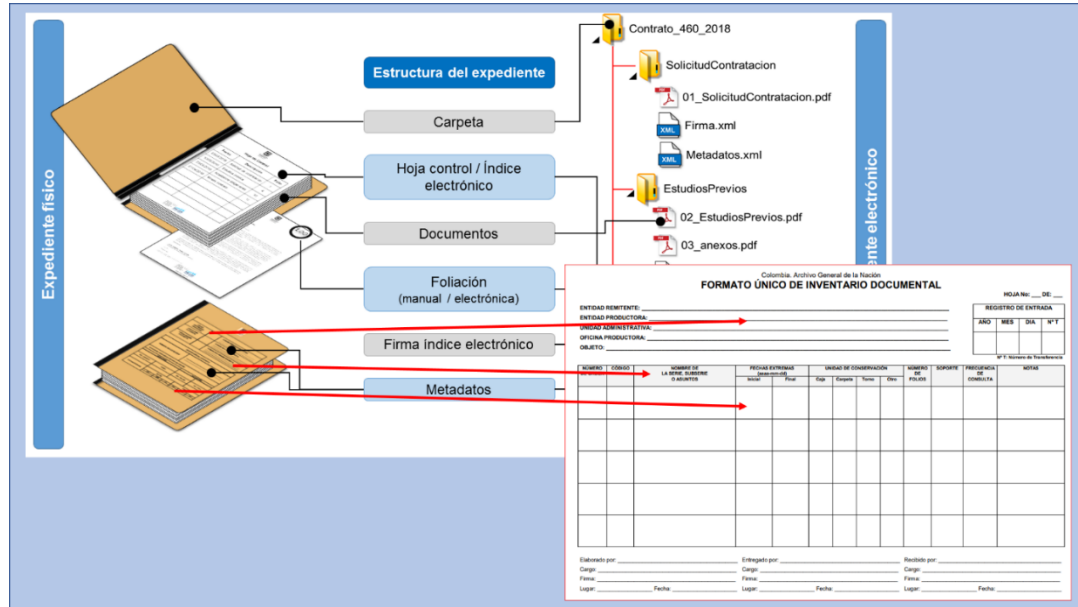 Expediente físico
Estructura del expediente
Carpeta
Hoja control / Índice
electrónico
Documentos
Foliación
(manual / electrónica)
Firma índice electrónico
Metadatos
Contrato_460_2018
SolicitudContratacion
01_SolicitudContratacion.pdf
Firma.xml
XML
Metadatos.xml
XML
EstudiosPrevios
02_EstudiosPrevios.pdf
03_anexos.pdf
ente electrónico
Colombia. Archivo General de la Nación
FORMATO ÚNICO DE INVENTARIO DOCUMENTAL
HOJA No: ___ DE: ___
ENTIDAD REMITENTE:
ENTIDAD PRODUCTORA:
UNIDAD ADMINISTRATIVA:
OFICINA PRODUCTORA:
OBJETO:
REGISTRO DE ENTRADA
AÑO MES DIA N° T
N° T: Número de Transferencia
NÚMERO CÓDIGO NOMBRE DE LA SERIE, SUBSERIE O ASUNTOS FECHAS EXTREMAS UNIDAD DE CONSERVACIÓN NÚMERO DE FOLIOS SOPORTE FRECUENCIA DE CONSULTA NOTAS
Inicial Final Caja Carpeta Tomo Otro
Elaborado por: Entregado por: Recibido por:
Cargo: Cargo: Cargo:
Firma: Firma: Firma:
Lugar: Fecha: Lugar: Fecha: Lugar: Fecha: